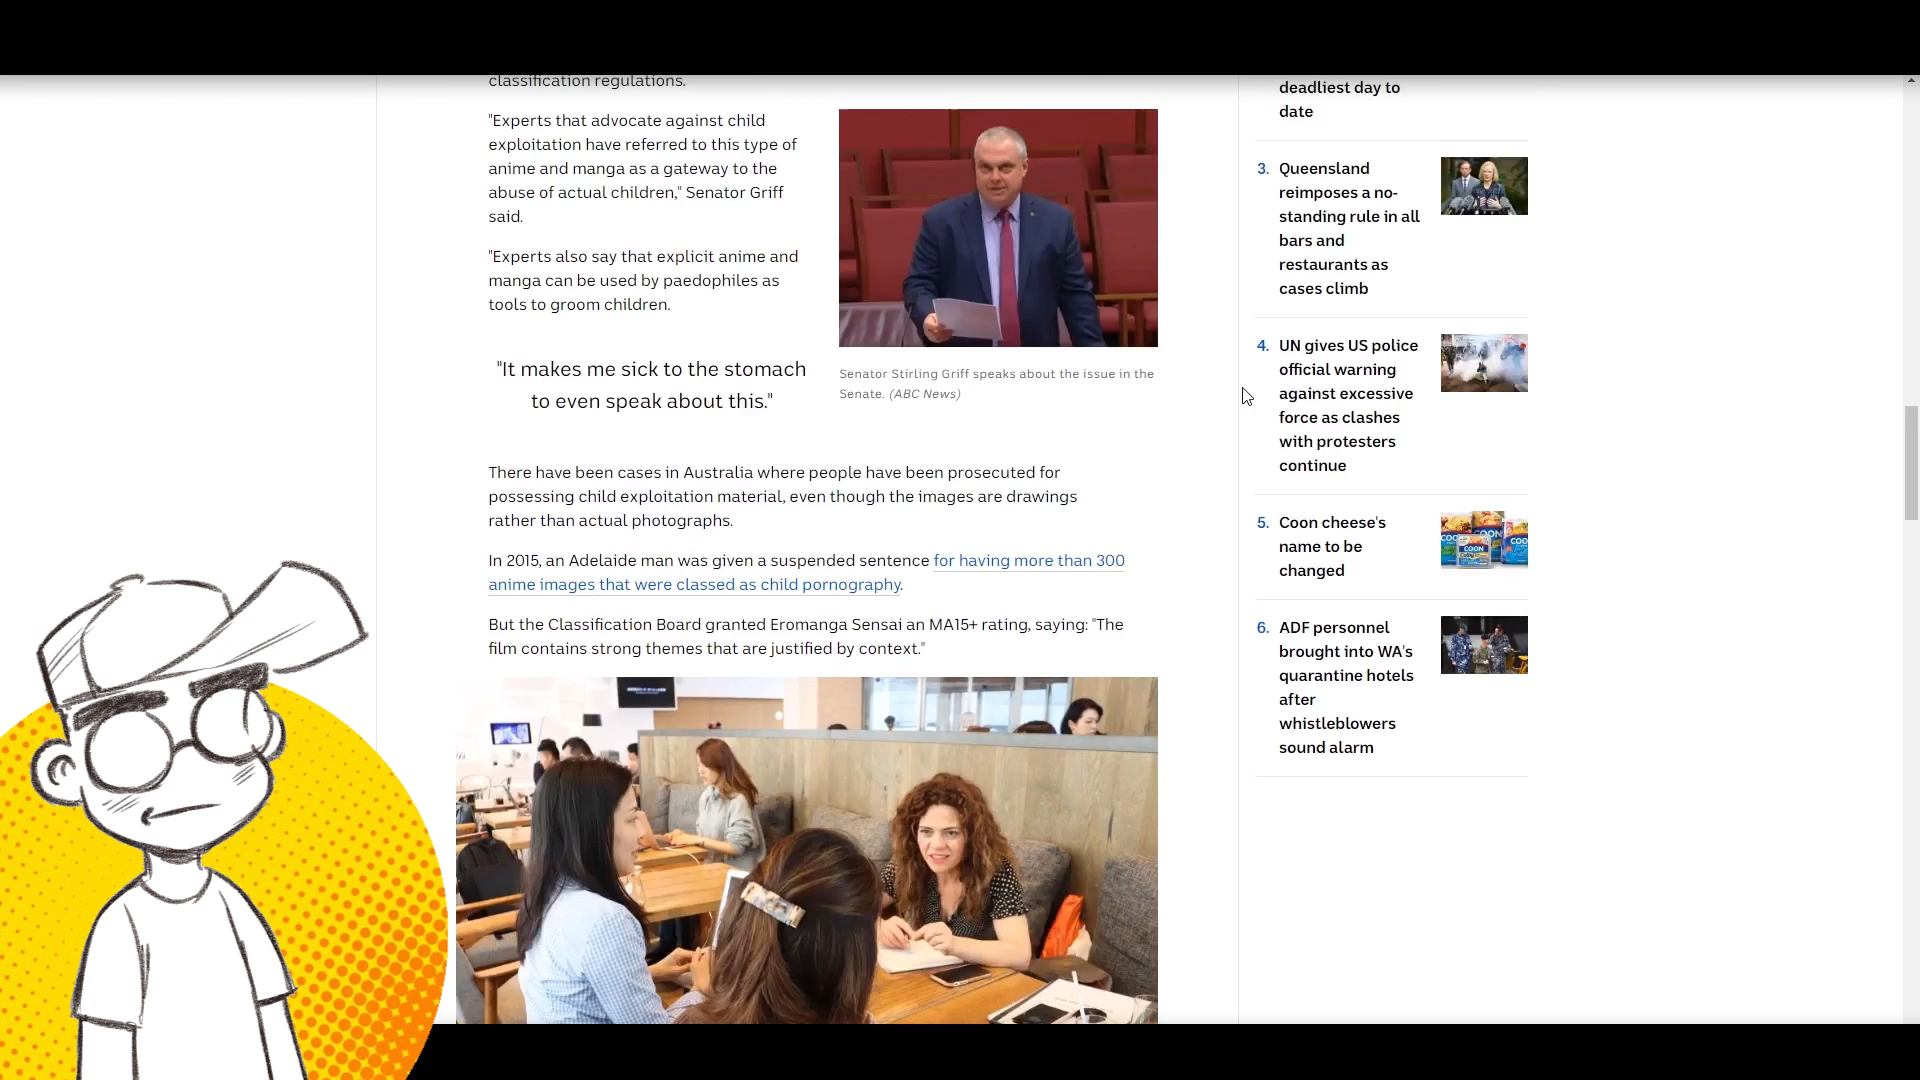 classification regulations.
"Experts that advocate against child
exploitation have referred to this type of
anime and manga as a gateway to the
abuse of actual children," Senator Griff
said.
"Experts also say that explicit anime and
manga can be used by paedophiles as
tools to groom children.
"It makes me sick to the stomach
to even speak about this."
Senator Stirling Griff speaks about the issue in the
Senate. (ABC News)
There have been cases in Australia where people have been prosecuted for
possessing child exploitation material, even though the images are drawings
rather than actual photographs.
In 2015, an Adelaide man was given a suspended sentence for having more than 300
anime images that were classed as child pornography.
But the Classification Board granted Eromanga Sensai an MA15+ rating, saying: "The
film contains strong themes that are justified by context."
deadliest day to
date
3. Queensland
reimposes a no-
standing rule in all
bars and
restaurants as
cases climb
4. UN gives US police
official warning
against excessive
force as clashes
with protesters
continue
5. Coon cheese's
name to be
changed
COON
6. ADF personnel
brought into WA's
quarantine hotels
after
whistleblowers
sound alarm